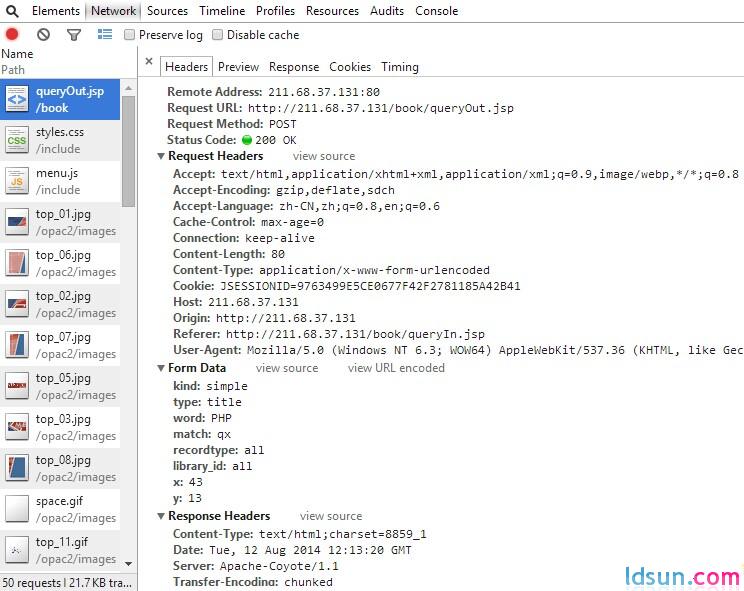 Elements Network Sources Timeline Profiles Resources Audits Console
Preserve log Disable cache
Name
Path
queryOut.jsp
/book
styles.css
/include
menu.js
/include
top_01.jpg
/opac2/images
top_06.jpg
/opac2/images
top_02.jpg
/opac2/images
top_07.jpg
/opac2/images
top_05.jpg
/opac2/images
top_03.jpg
/opac2/images
top_08.jpg
/opac2/images
space.gif
/opac2/images
top_11.gif
/opac2/images
50 requests | 21.7 KB tra...
× Headers Preview Response Cookies Timing
Remote Address: 211.68.37.131:80
Request URL: http://211.68.37.131/book/queryOut.jsp
Request Method: POST
Status Code: 200 OK
Request Headers view source
Accept: text/html,application/xhtml+xml,application/xml;q=0.9,image/webp,*/*;q=0.8
Accept-Encoding: gzip,deflate,sdch
Accept-Language: zh-CN,zh;q=0.8,en;q=0.6
Cache-Control: max-age=0
Connection: keep-alive
Content-Length: 80
Content-Type: application/x-www-form-urlencoded
Cookie: JSESSIONID=9763499E5CE0677F42F2781185A42B41
Host: 211.68.37.131
Origin: http://211.68.37.131
Referer: http://211.68.37.131/book/queryIn.jsp
User-Agent: Mozilla/5.0 (Windows NT 6.3; WOW64) AppleWebKit/537.36 (KHTML, like Gec
Form Data view source view URL encoded
kind: simple
type: title
word: PHP
match: qx
recordtype: all
library_id: all
x: 43
y: 13
Response Headers view source
Content-Type: text/html;charset=8859_1
Date: Tue, 12 Aug 2014 12:13:20 GMT
Server: Apache-Coyote/1.1
Transfer-Encoding: chunked
ldsun.com